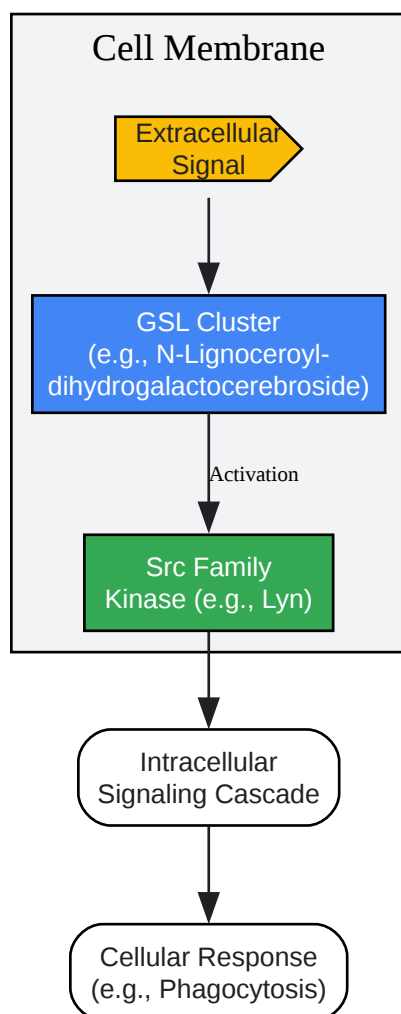 Cell Membrane
Extracellular
Signal
GSL Cluster
(e.g., N-Lignoceroyl-
dihydrogalactocerebroside)
Activation
Src Family
Kinase (e.g., Lyn)
Intracellular
Signaling Cascade
Cellular Response
(e.g., Phagocytosis)